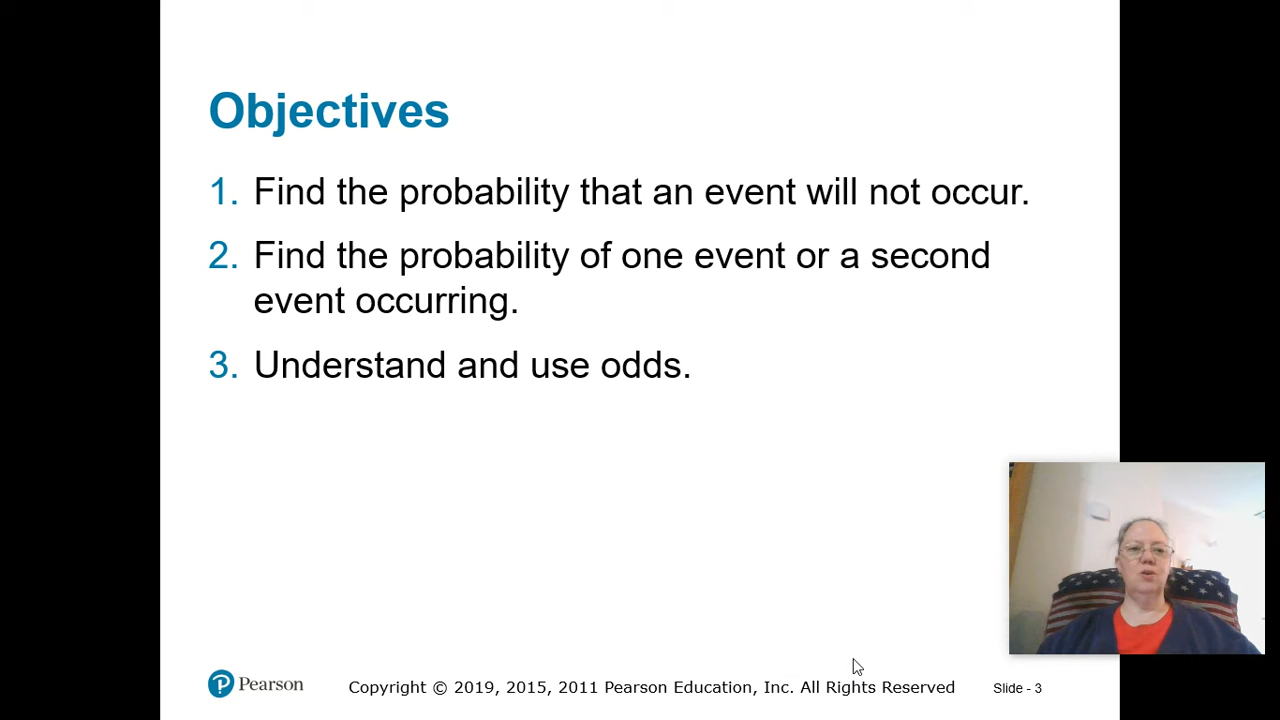 Objectives
1. Find the probability that an event will not occur.
2. Find the probability of one event or a second
event occurring.
3. Understand and use odds.
Pearson
Copyright © 2019, 2015, 2011 Pearson Education, Inc. All Rights Reserved
Slide - 3